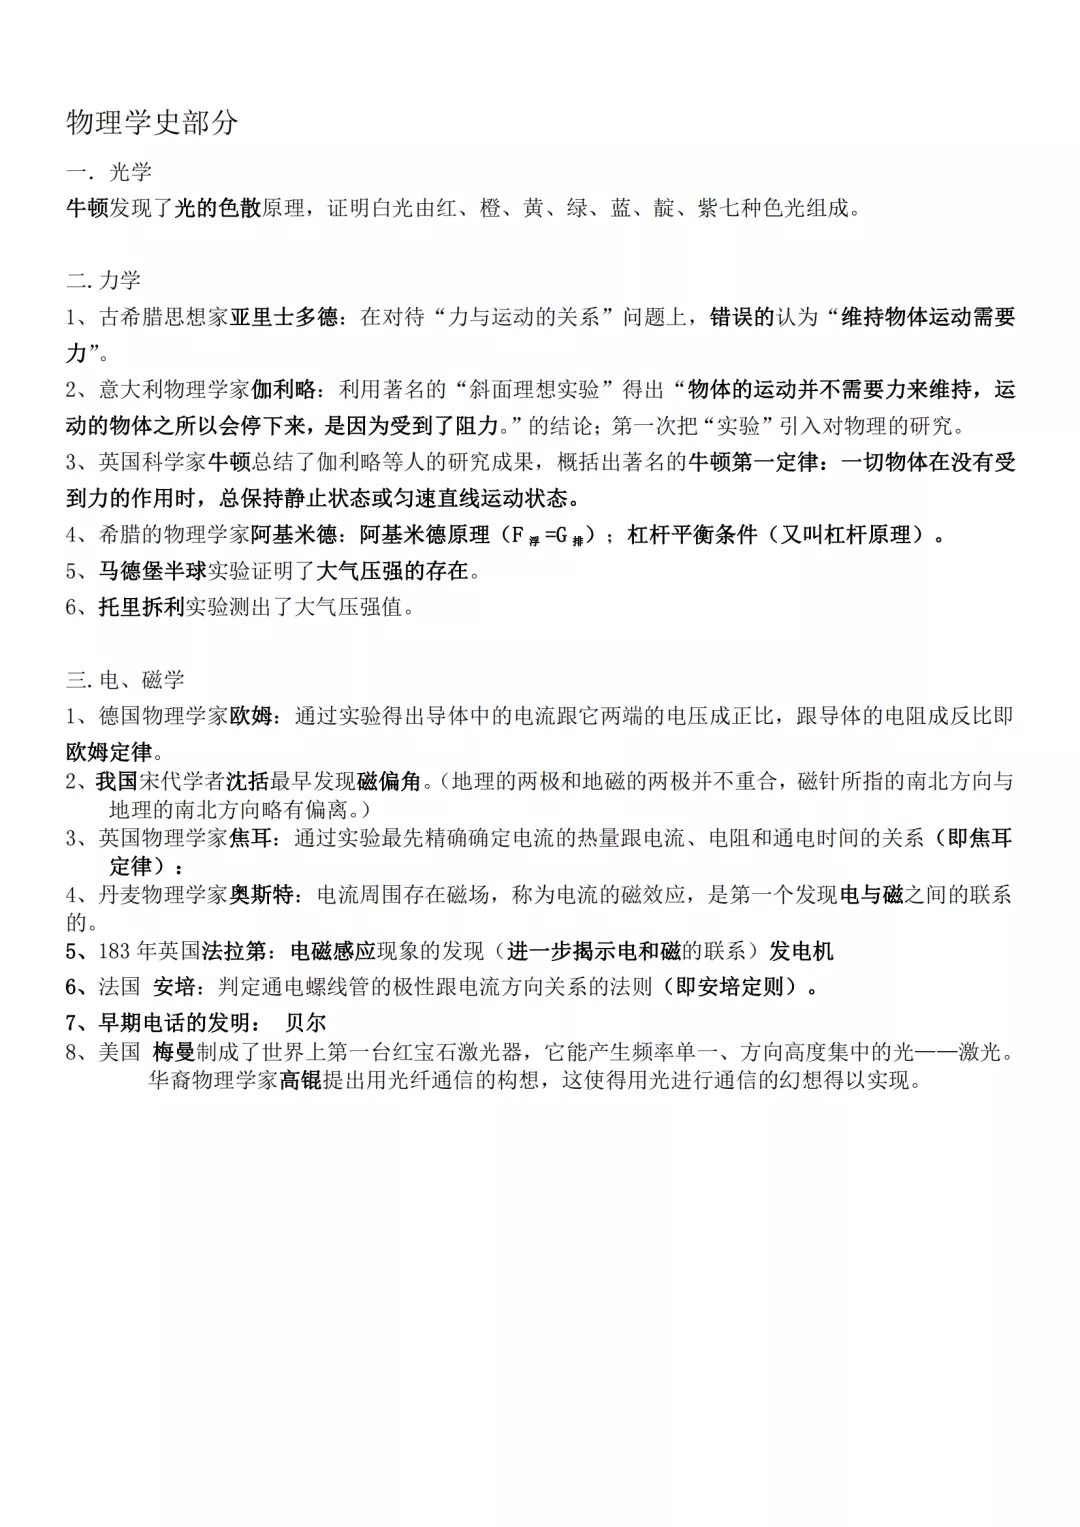 物理学史部分
一. 光学
牛顿发现了光的色散原理，证明白光由红、橙、黄、绿、蓝、靛、紫七种色光组成。
二. 力学
1、古希腊思想家亚里士多德：在对待“力与运动的关系”问题上，错误的认为“维持物体运动需要
力”。
2、意大利物理学家伽利略：利用著名的“斜面理想实验”得出“物体的运动并不需要力来维持，运
动的物体之所以会停下来，是因为受到了阻力。”的结论；第一次把“实验”引入对物理的研究。
3、英国科学家牛顿总结了伽利略等人的研究成果，概括出著名的牛顿第一定律：一切物体在没有受
到力的作用时，总保持静止状态或匀速直线运动状态。
4、希腊的物理学家阿基米德：阿基米德原理（F浮=G排）；杠杆平衡条件（又叫杠杆原理）。
5、马德堡半球实验证明了大气压强的存在。
6、托里拆利实验测出了大气压强值。
三. 电、磁学
1、德国物理学家欧姆：通过实验得出导体中的电流跟它两端的电压成正比，跟导体的电阻成反比即
欧姆定律。
2、我国宋代学者沈括最早发现磁偏角。（地理的两极和地磁的两极并不重合，磁针所指的南北方向与
地理的南北方向略有偏离。）
3、英国物理学家焦耳：通过实验最先精确确定电流的热量跟电流、电阻和通电时间的关系（即焦耳
定律）：
4、丹麦物理学家奥斯特：电流周围存在磁场，称为电流的磁效应，是第一个发现电与磁之间的联系
的。
5、183 年英国法拉第：电磁感应现象的发现（进一步揭示电和磁的联系）发电机
6、法国 安培：判定通电螺线管的极性跟电流方向关系的法则（即安培定则）。
7、早期电话的发明： 贝尔
8、美国 梅曼制成了世界上第一台红宝石激光器，它能产生频率单一、方向高度集中的光——激光。
华裔物理学家高锟提出用光纤通信的构想，这使得用光进行通信的幻想得以实现。